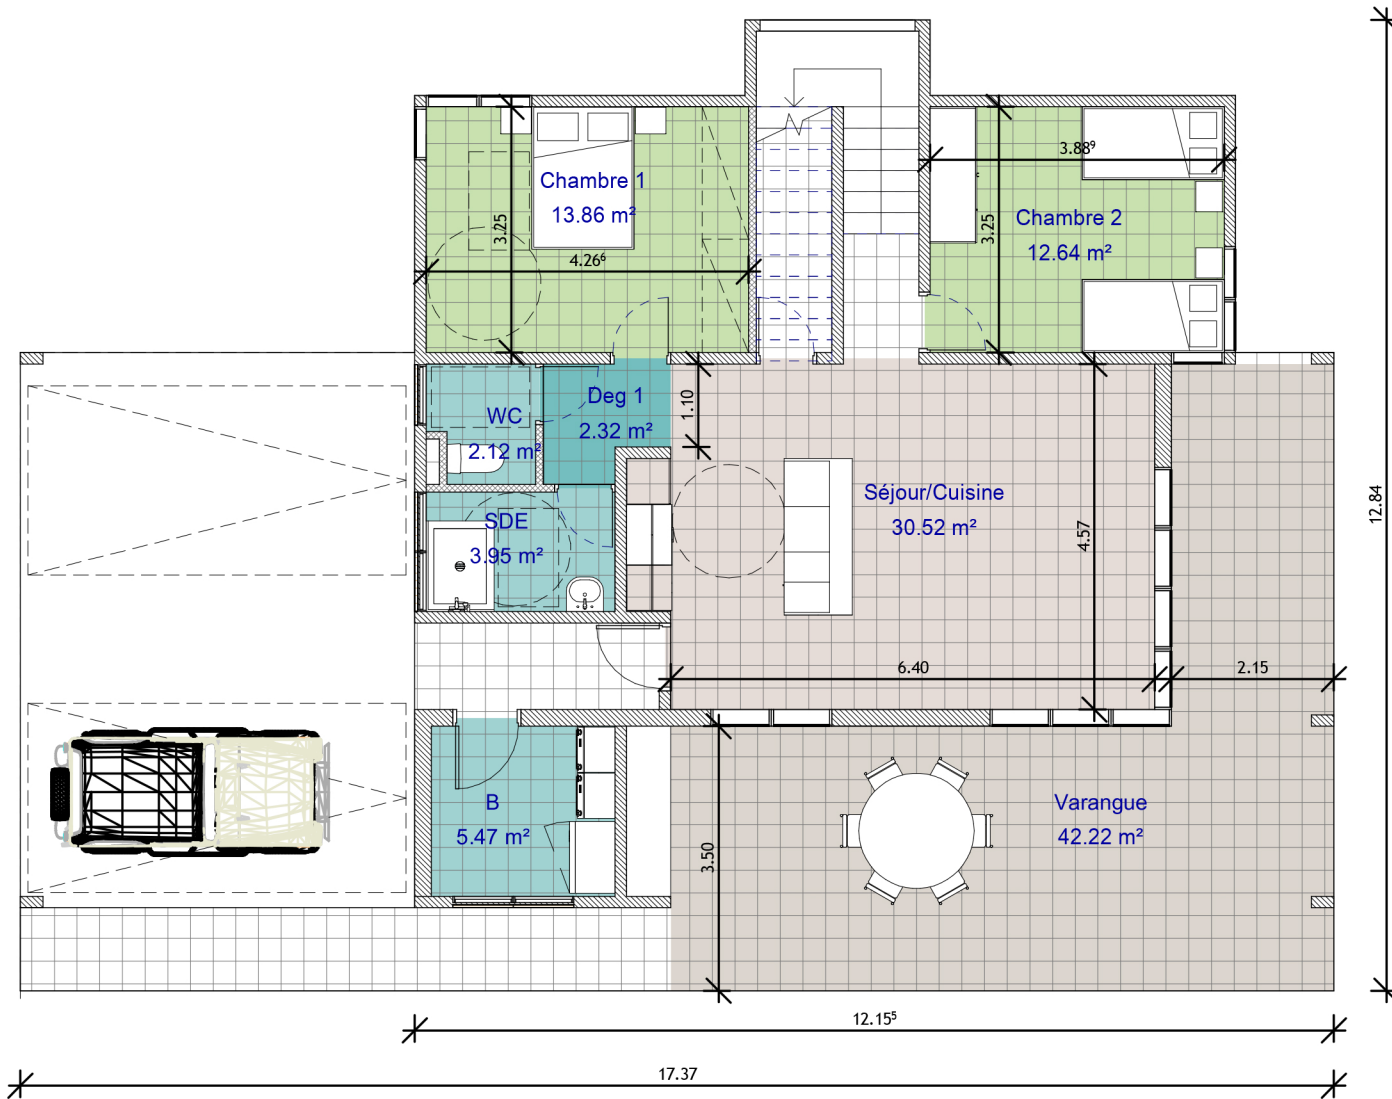 12.84
3.88⁹
Chambre 1
13.86 m²
3.25
4.26⁶
Chambre 2
12.64 m²
3.25
Deg 1
2.32 m²
1.10
WC
2.12 m²
Séjour/Cuisine
30.52 m²
4.57
SDE
3.95 m²
6.40
2.15
B
5.47 m²
3.50
Varangue
42.22 m²
12.15⁵
17.37